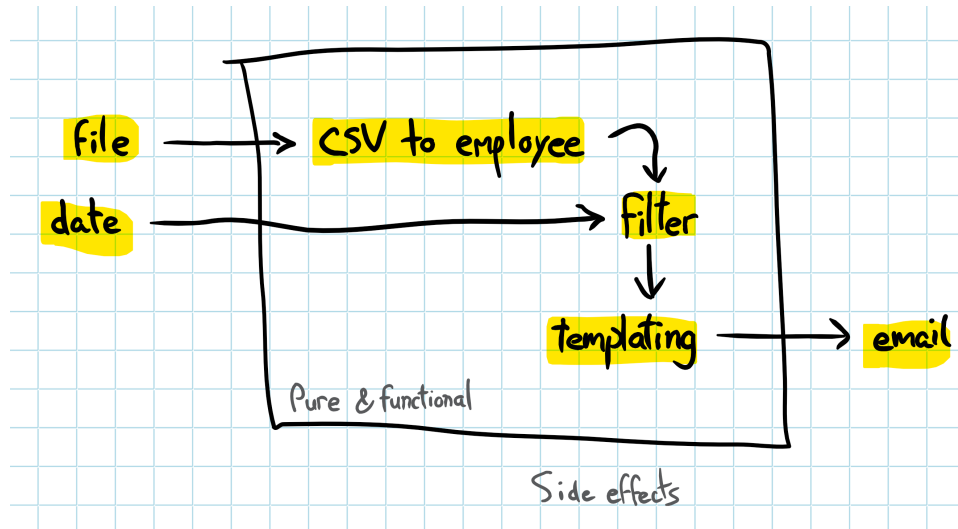 file
CSV to employee
date
filter
templating
email
Pure & functional
Side effects